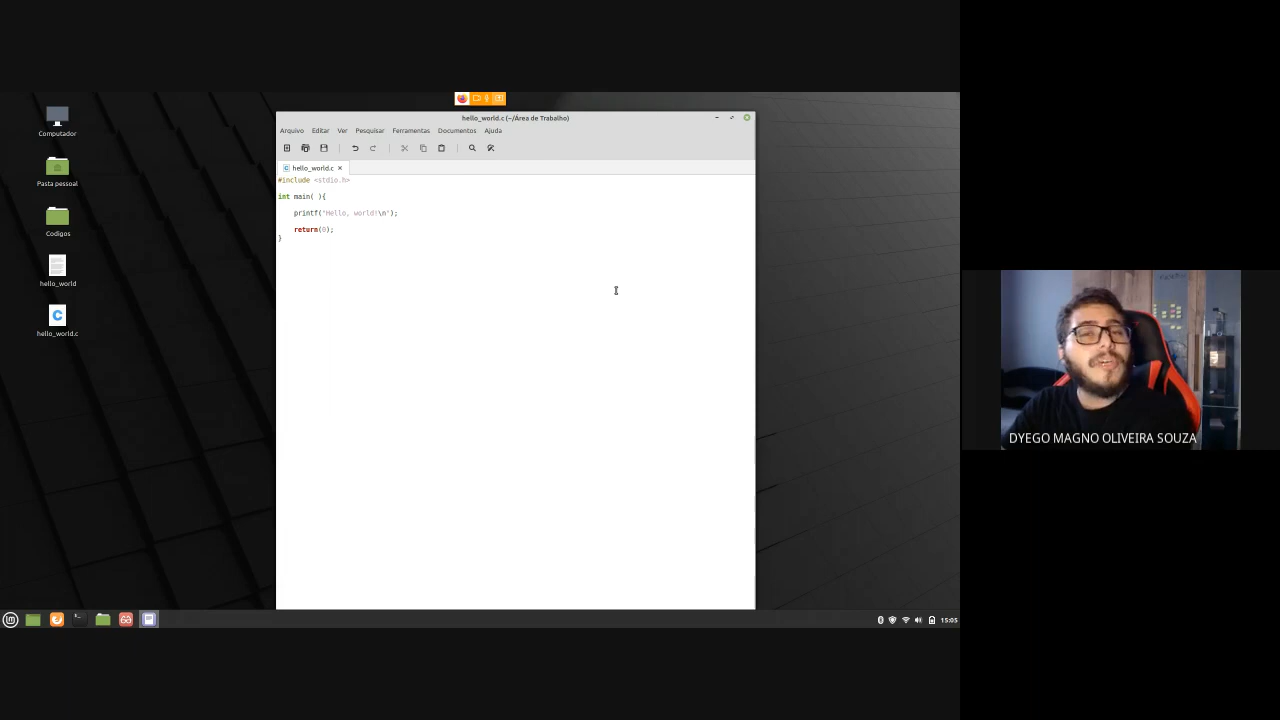 Computador
Pasta pessoal
Codigos
hello_world
C
hello_world.c
hello_world.c (~/Área de Trabalho)
Arquivo Editar Ver Pesquisar Ferramentas Documentos Ajuda
C hello_world.c
#include <stdio.h>
int main( ){
printf("Hello, world!\n");
return(0);
}
15:05
DYEGO MAGNO OLIVEIRA SOUZA